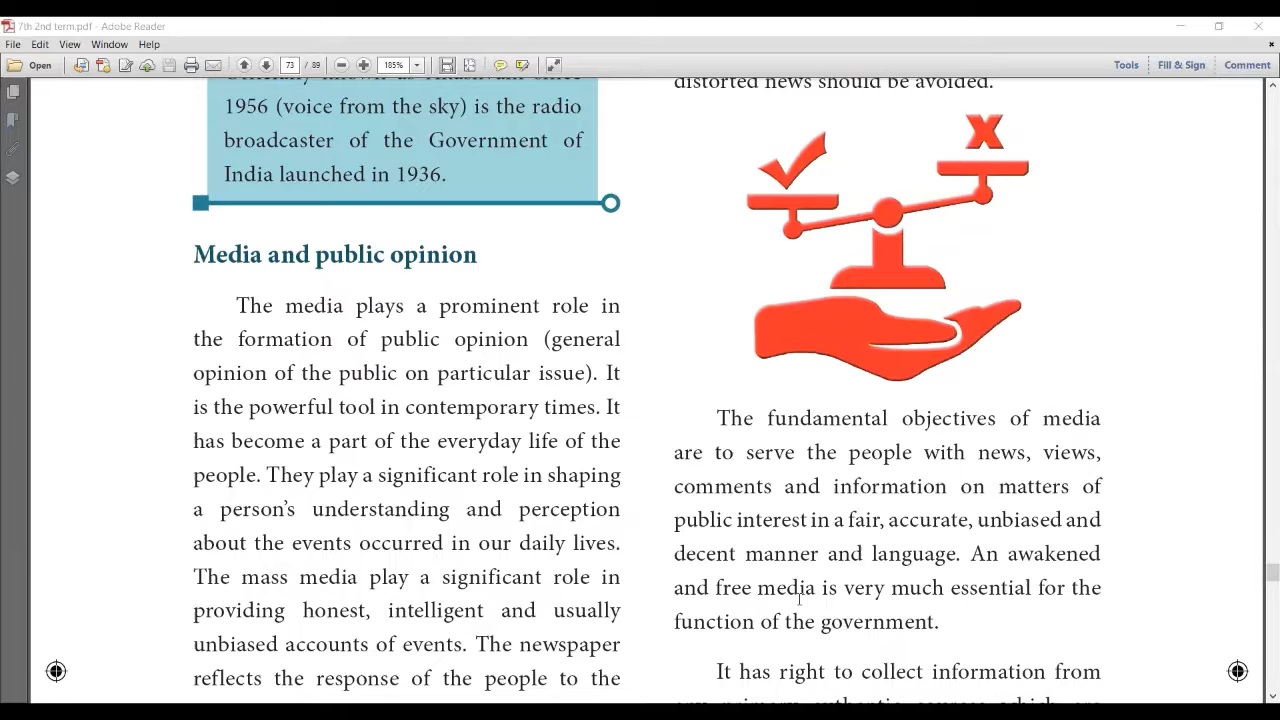 7th 2nd term.pdf - Adobe Reader
File Edit View Window Help
Open 73 / 89 185% Tools Fill & Sign Comment
1956 (voice from the sky) is the radio
broadcaster of the Government of
India launched in 1936.
Media and public opinion
The media plays a prominent role in
the formation of public opinion (general
opinion of the public on particular issue). It
is the powerful tool in contemporary times. It
has become a part of the everyday life of the
people. They play a significant role in shaping
a person's understanding and perception
about the events occurred in our daily lives.
The mass media play a significant role in
providing honest, intelligent and usually
unbiased accounts of events. The newspaper
reflects the response of the people to the
distorted news should be avoided.
X
The fundamental objectives of media
are to serve the people with news, views,
comments and information on matters of
public interest in a fair, accurate, unbiased and
decent manner and language. An awakened
and free media is very much essential for the
function of the government.
It has right to collect information from